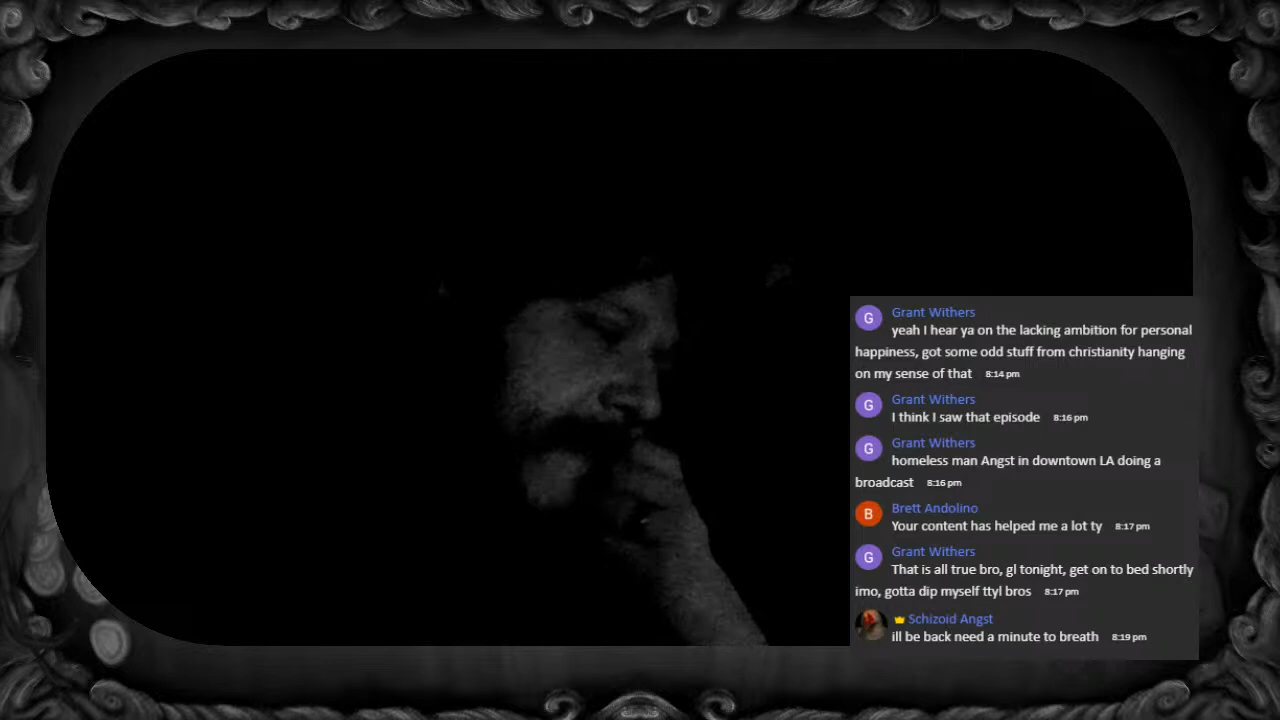 Grant Withers
yeah I hear ya on the lacking ambition for personal
happiness, got some odd stuff from christianity hanging
on my sense of that 8:14 pm
G
Grant Withers
I think I saw that episode 8:16 pm
G
Grant Withers
homeless man Angst in downtown LA doing a
broadcast 8:16 pm
G
Brett Andolino
Your content has helped me a lot ty 8:17 pm
B
Grant Withers
That is all true bro, gl tonight, get on to bed shortly
imo, gotta dip myself ttyl bros 8:17 pm
G
Schizoid Angst
ill be back need a minute to breath 8:19 pm